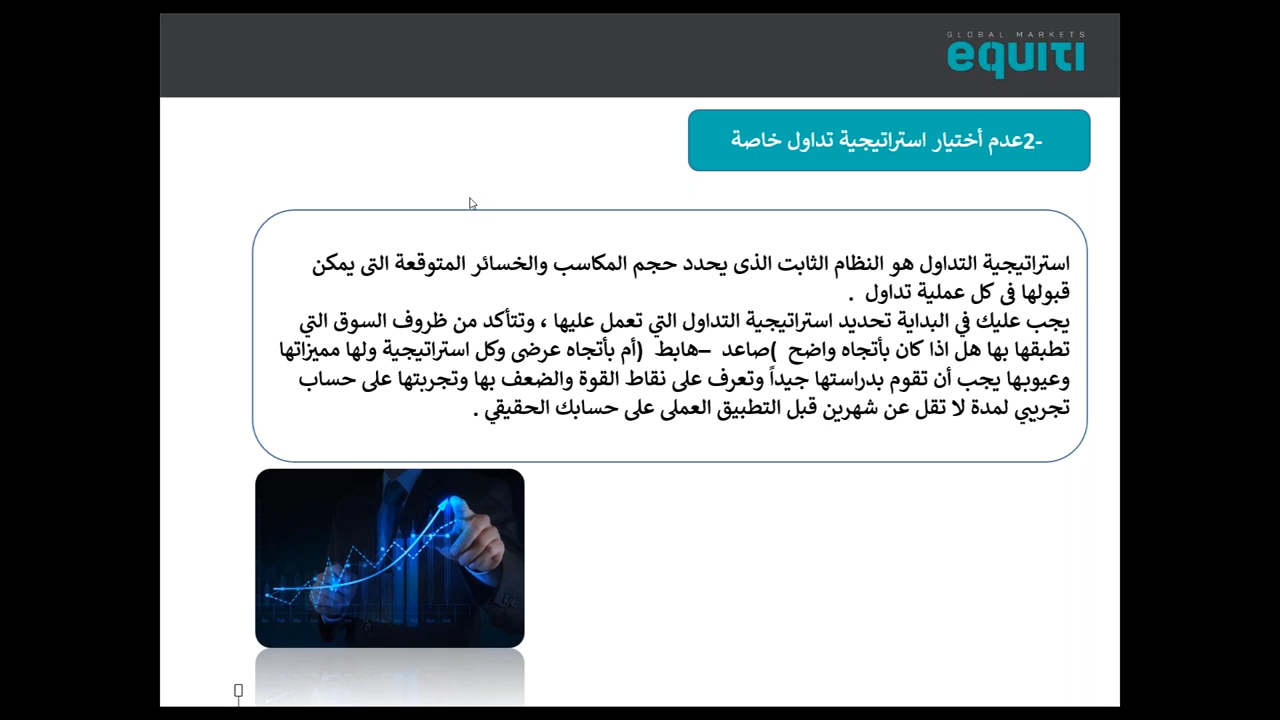 GLOBAL MARKETS
equiti
-2عدم أختيار استراتيجية تداول خاصة
استراتيجية التداول هو النظام الثابت الذى يحدد حجم المكاسب والخسائر المتوقعة التى يمكن
قبولها فى كل عملية تداول .
يجب عليك في البداية تحديد استراتيجية التداول التي تعمل عليها ، وتتأكد من ظروف السوق التي
تطبقها بها هل اذا كان بأتجاه واضح )صاعد –هابط (أم بأتجاه عرضى وكل استراتيجية ولها مميزاتها
وعيوبها يجب أن تقوم بدراستها جيداً وتعرف على نقاط القوة والضعف بها وتجربتها على حساب
تجريبي لمدة لا تقل عن شهرين قبل التطبيق العملى على حسابك الحقيقي .